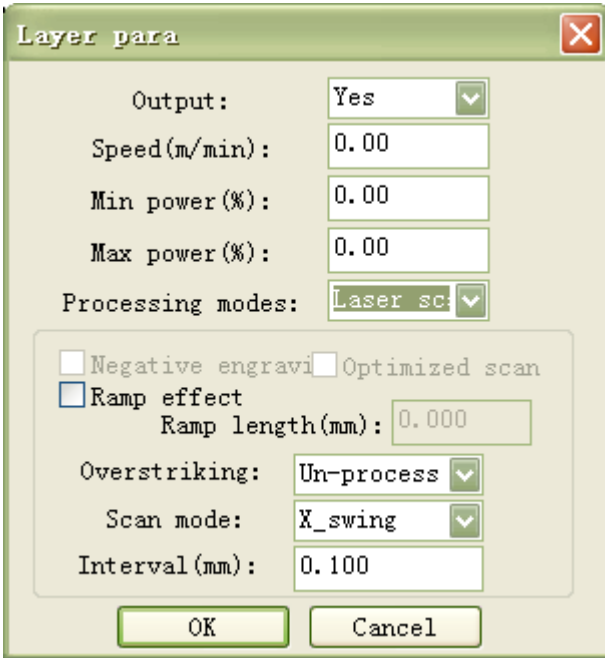 Layer para
Output: Yes
Speed(m/min): 0.00
Min power(%): 0.00
Max power(%): 0.00
Processing modes: Laser sc
Negative engravi Optimized scan
Ramp effect
Ramp length(mm): 0.000
Overstriking: Un-process
Scan mode: X_swing
Interval(mm): 0.100
OK Cancel